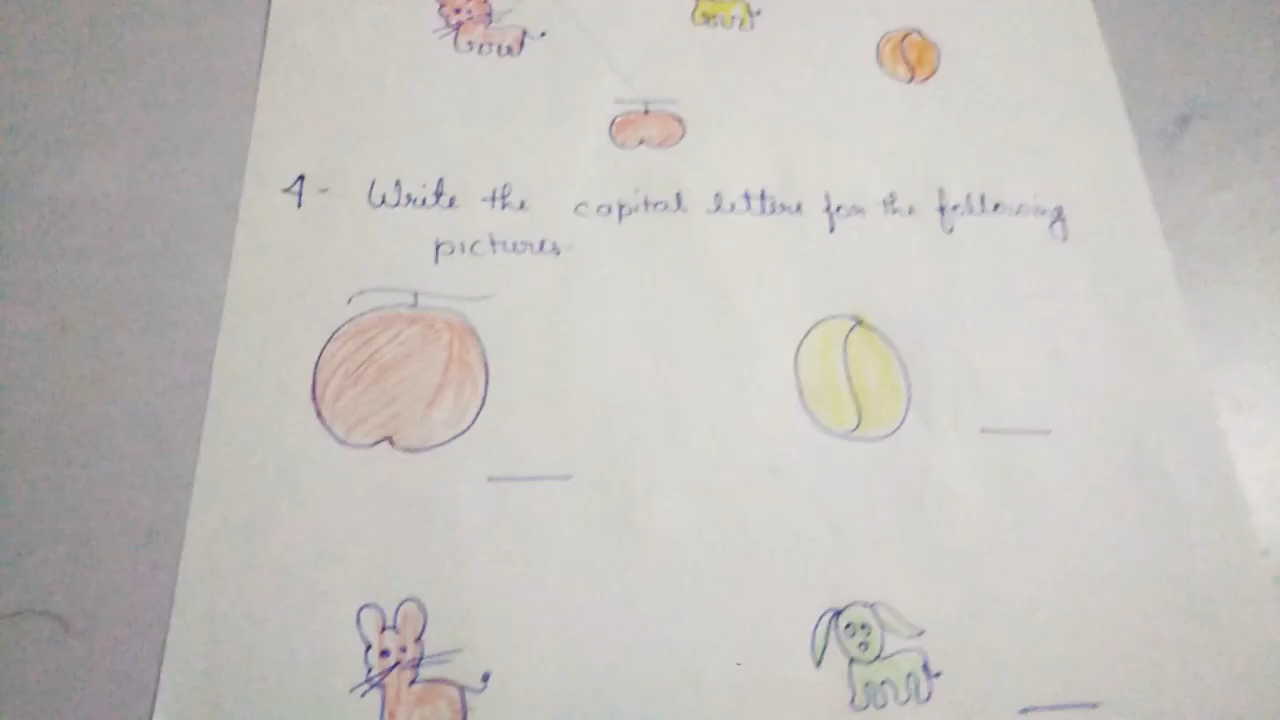 4- Write the capital letters for the following
pictures.